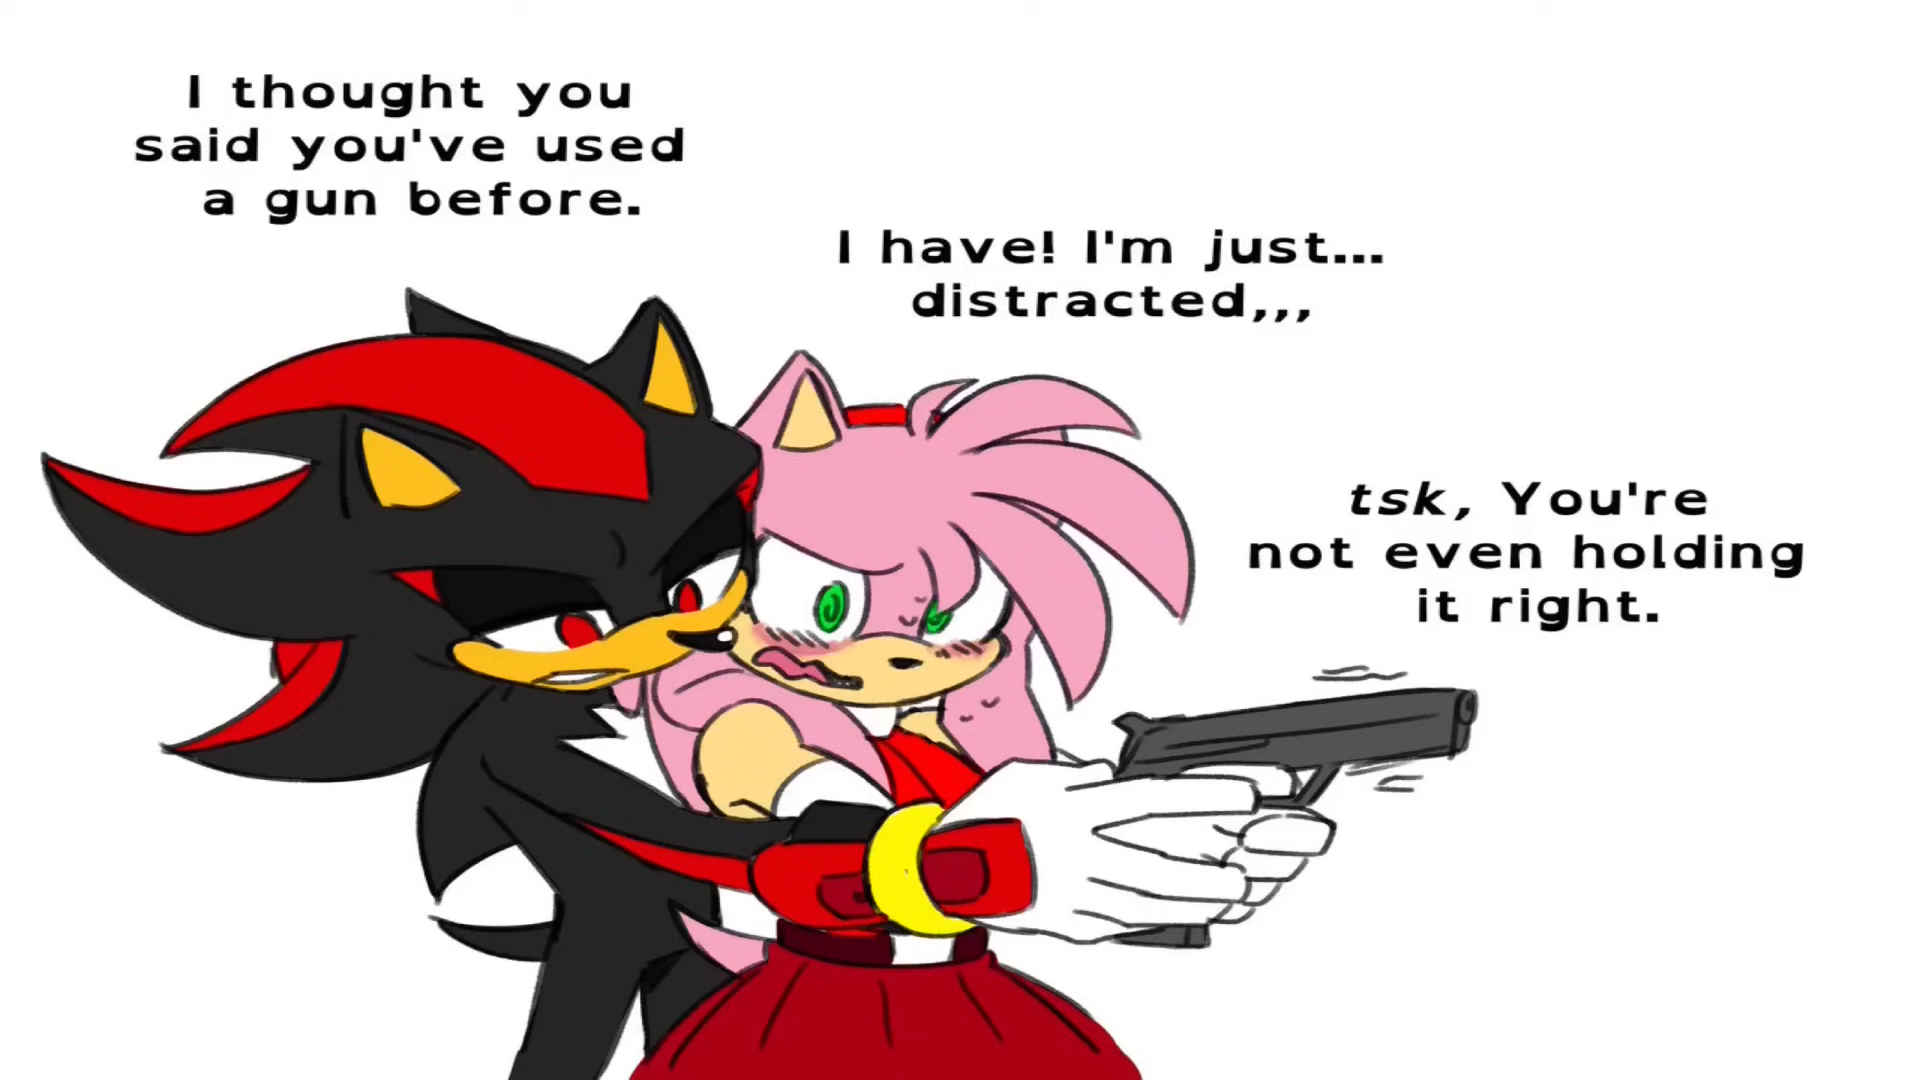 I thought you
said you've used
a gun before.
I have! I'm just...
distracted,,,
tsk, You're
not even holding
it right.